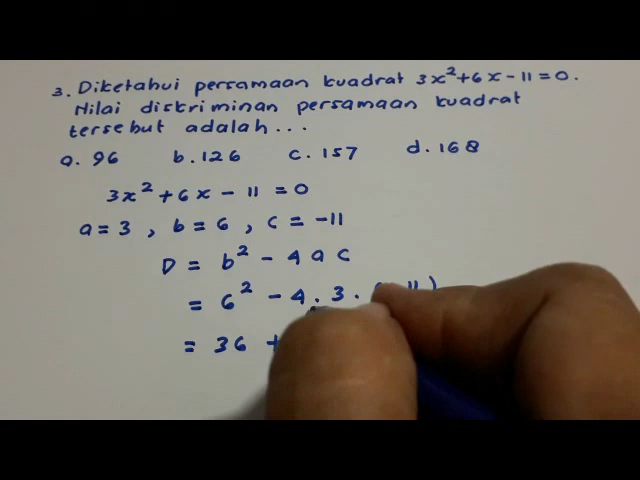 3. Diketahui persamaan kuadrat 3x²+6x-11=0.
Nilai diskriminan persamaan kuadrat
tersebut adalah...
a. 96 b. 126 c. 157 d. 168
3x² + 6x - 11 = 0
a = 3, b = 6, c = -11
D = b² - 4ac
= 6² - 4.3. 11)
= 36 +